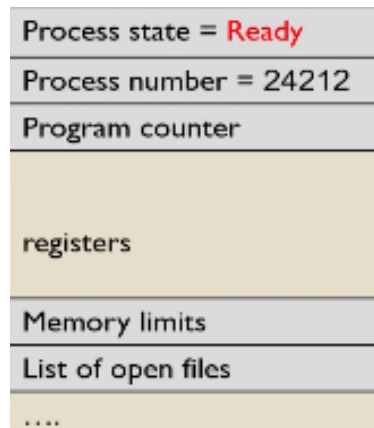 Process state = Ready
Process number = 24212
Program counter
registers
Memory limits
List of open files
....